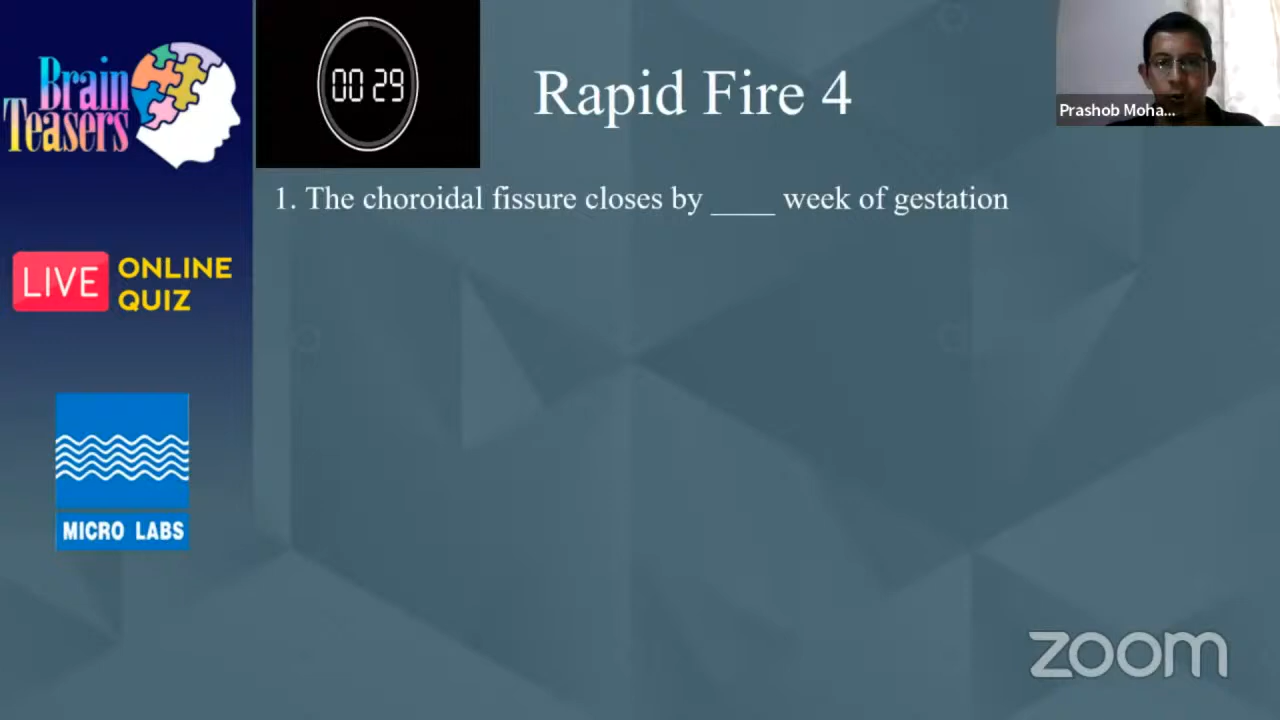 Brain
Teasers
00 29
Rapid Fire 4
Prashob Moha...
1. The choroidal fissure closes by ____ week of gestation
LIVE
ONLINE
QUIZ
MICRO LABS
zoom